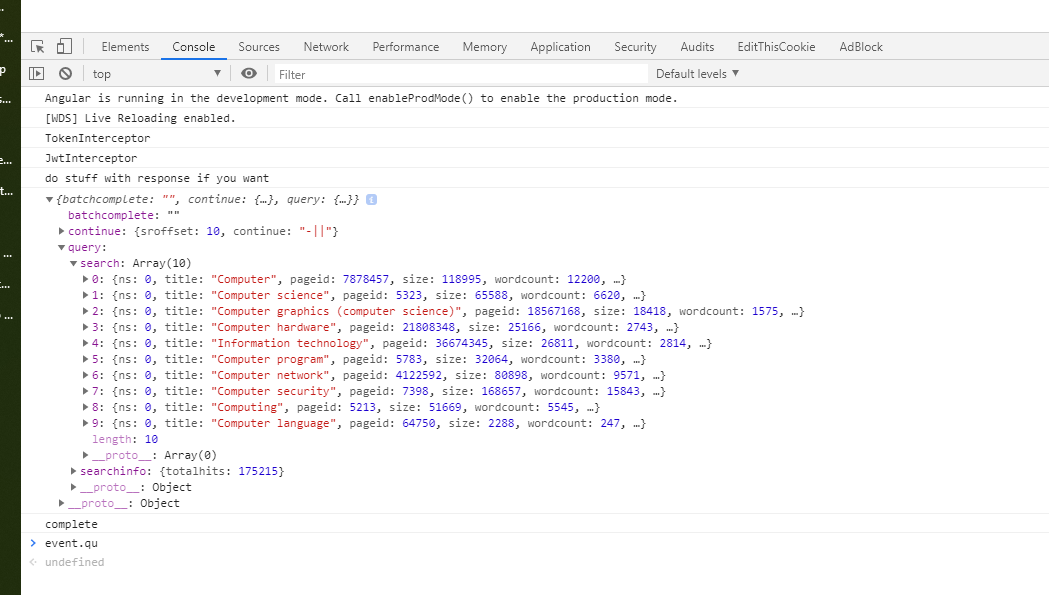 Elements Console Sources Network Performance Memory Application Security Audits EditThisCookie AdBlock
top Filter Default levels
Angular is running in the development mode. Call enableProdMode() to enable the production mode.
[WDS] Live Reloading enabled.
TokenInterceptor
JwtInterceptor
do stuff with response if you want
{batchcomplete: "", continue: {…}, query: {…}}
batchcomplete: ""
continue: {sroffset: 10, continue: "-||"}
query:
search: Array(10)
0: {ns: 0, title: "Computer", pageid: 7878457, size: 118995, wordcount: 12200, …}
1: {ns: 0, title: "Computer science", pageid: 5323, size: 65588, wordcount: 6620, …}
2: {ns: 0, title: "Computer graphics (computer science)", pageid: 18567168, size: 18418, wordcount: 1575, …}
3: {ns: 0, title: "Computer hardware", pageid: 21808348, size: 25166, wordcount: 2743, …}
4: {ns: 0, title: "Information technology", pageid: 36674345, size: 26811, wordcount: 2814, …}
5: {ns: 0, title: "Computer program", pageid: 5783, size: 32064, wordcount: 3380, …}
6: {ns: 0, title: "Computer network", pageid: 4122592, size: 80898, wordcount: 9571, …}
7: {ns: 0, title: "Computer security", pageid: 7398, size: 168657, wordcount: 15843, …}
8: {ns: 0, title: "Computing", pageid: 5213, size: 51669, wordcount: 5545, …}
9: {ns: 0, title: "Computer language", pageid: 64750, size: 2288, wordcount: 247, …}
length: 10
__proto__: Array(0)
searchinfo: {totalhits: 175215}
__proto__: Object
__proto__: Object
complete
event.qu
undefined